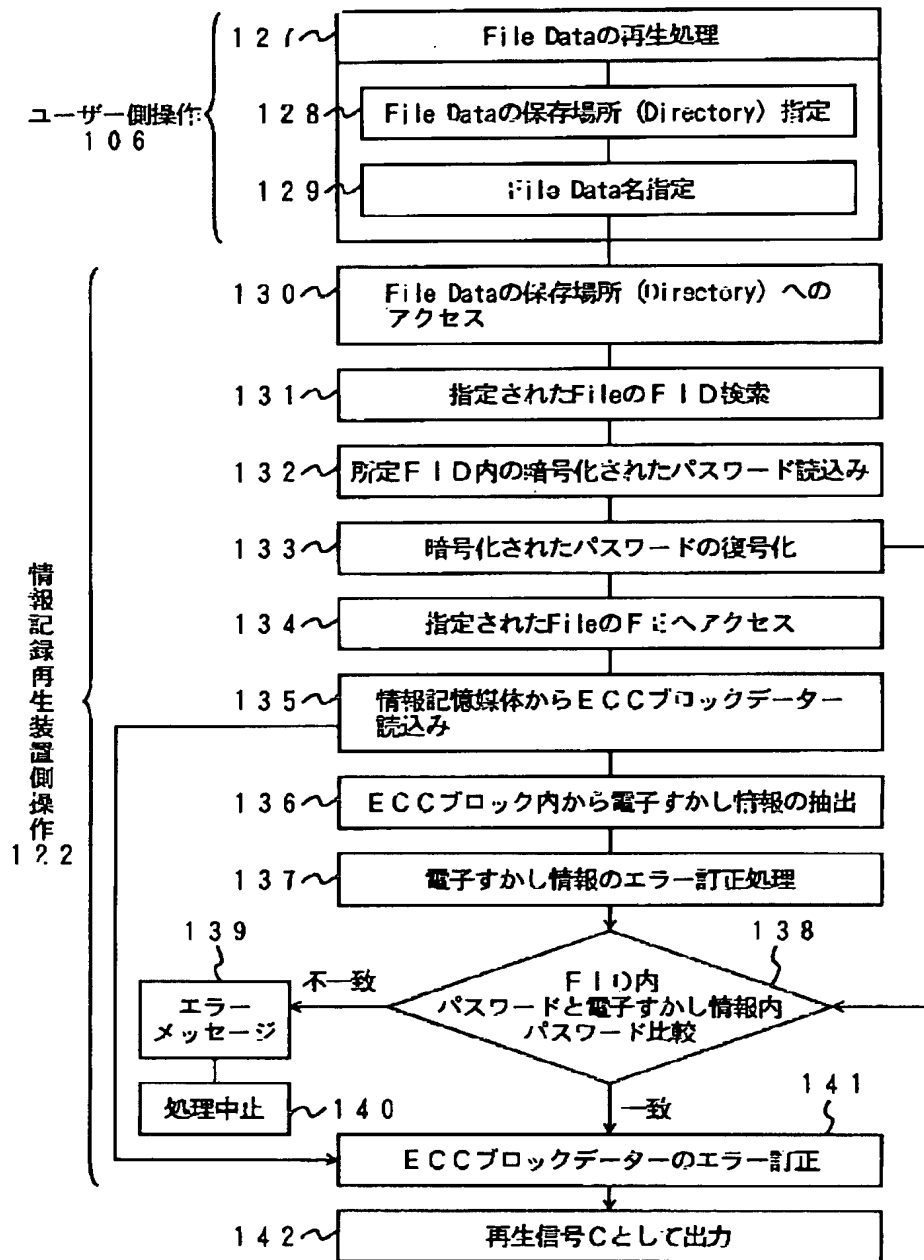 127
File Dataの再生処理
ユーザー側操作
106
128
File Dataの保存場所 (Directory) 指定
129
File Data名指定
130
File Dataの保存場所 (Directory) への
アクセス
131
指定されたFileのFID検索
132
所定FID内の暗号化されたパスワード読込み
133
暗号化されたパスワードの復号化
134
指定されたFileのFEへアクセス
情報記録再生装置側操作
122
135
情報記憶媒体からECCブロックデーター
読込み
136
ECCブロック内から電子すかし情報の抽出
137
電子すかし情報のエラー訂正処理
138
FID内
パスワードと電子すかし情報内
パスワード比較
不一致
139
エラー
メッセージ
処理中止
140
一致
141
ECCブロックデーターのエラー訂正
142
再生信号Cとして出力